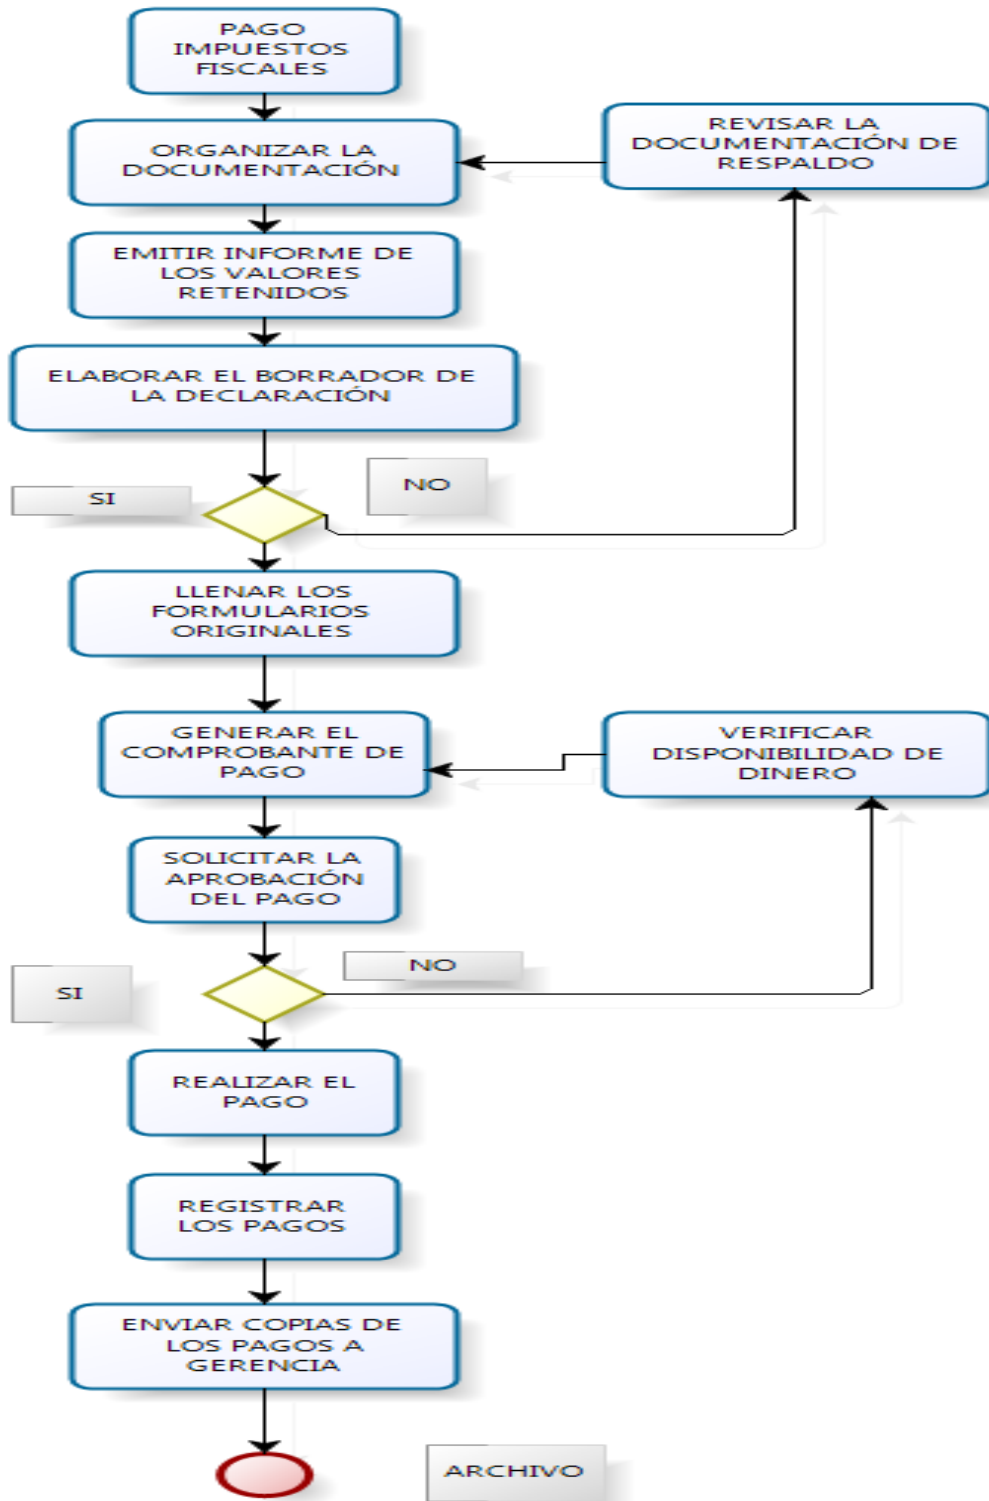 PAGO
IMPUESTOS
FISCALES
ORGANIZAR LA
DOCUMENTACIÓN
REVISAR LA
DOCUMENTACIÓN DE
RESPALDO
EMITIR INFORME DE
LOS VALORES
RETENIDOS
ELABORAR EL BORRADOR DE
LA DECLARACIÓN
SI
NO
LLENAR LOS
FORMULARIOS
ORIGINALES
GENERAR EL
COMPROBANTE DE
PAGO
VERIFICAR
DISPONIBILIDAD DE
DINERO
SOLICITAR LA
APROBACIÓN
DEL PAGO
SI
NO
REALIZAR EL
PAGO
REGISTRAR
LOS PAGOS
ENVIAR COPIAS DE
LOS PAGOS A
GERENCIA
ARCHIVO